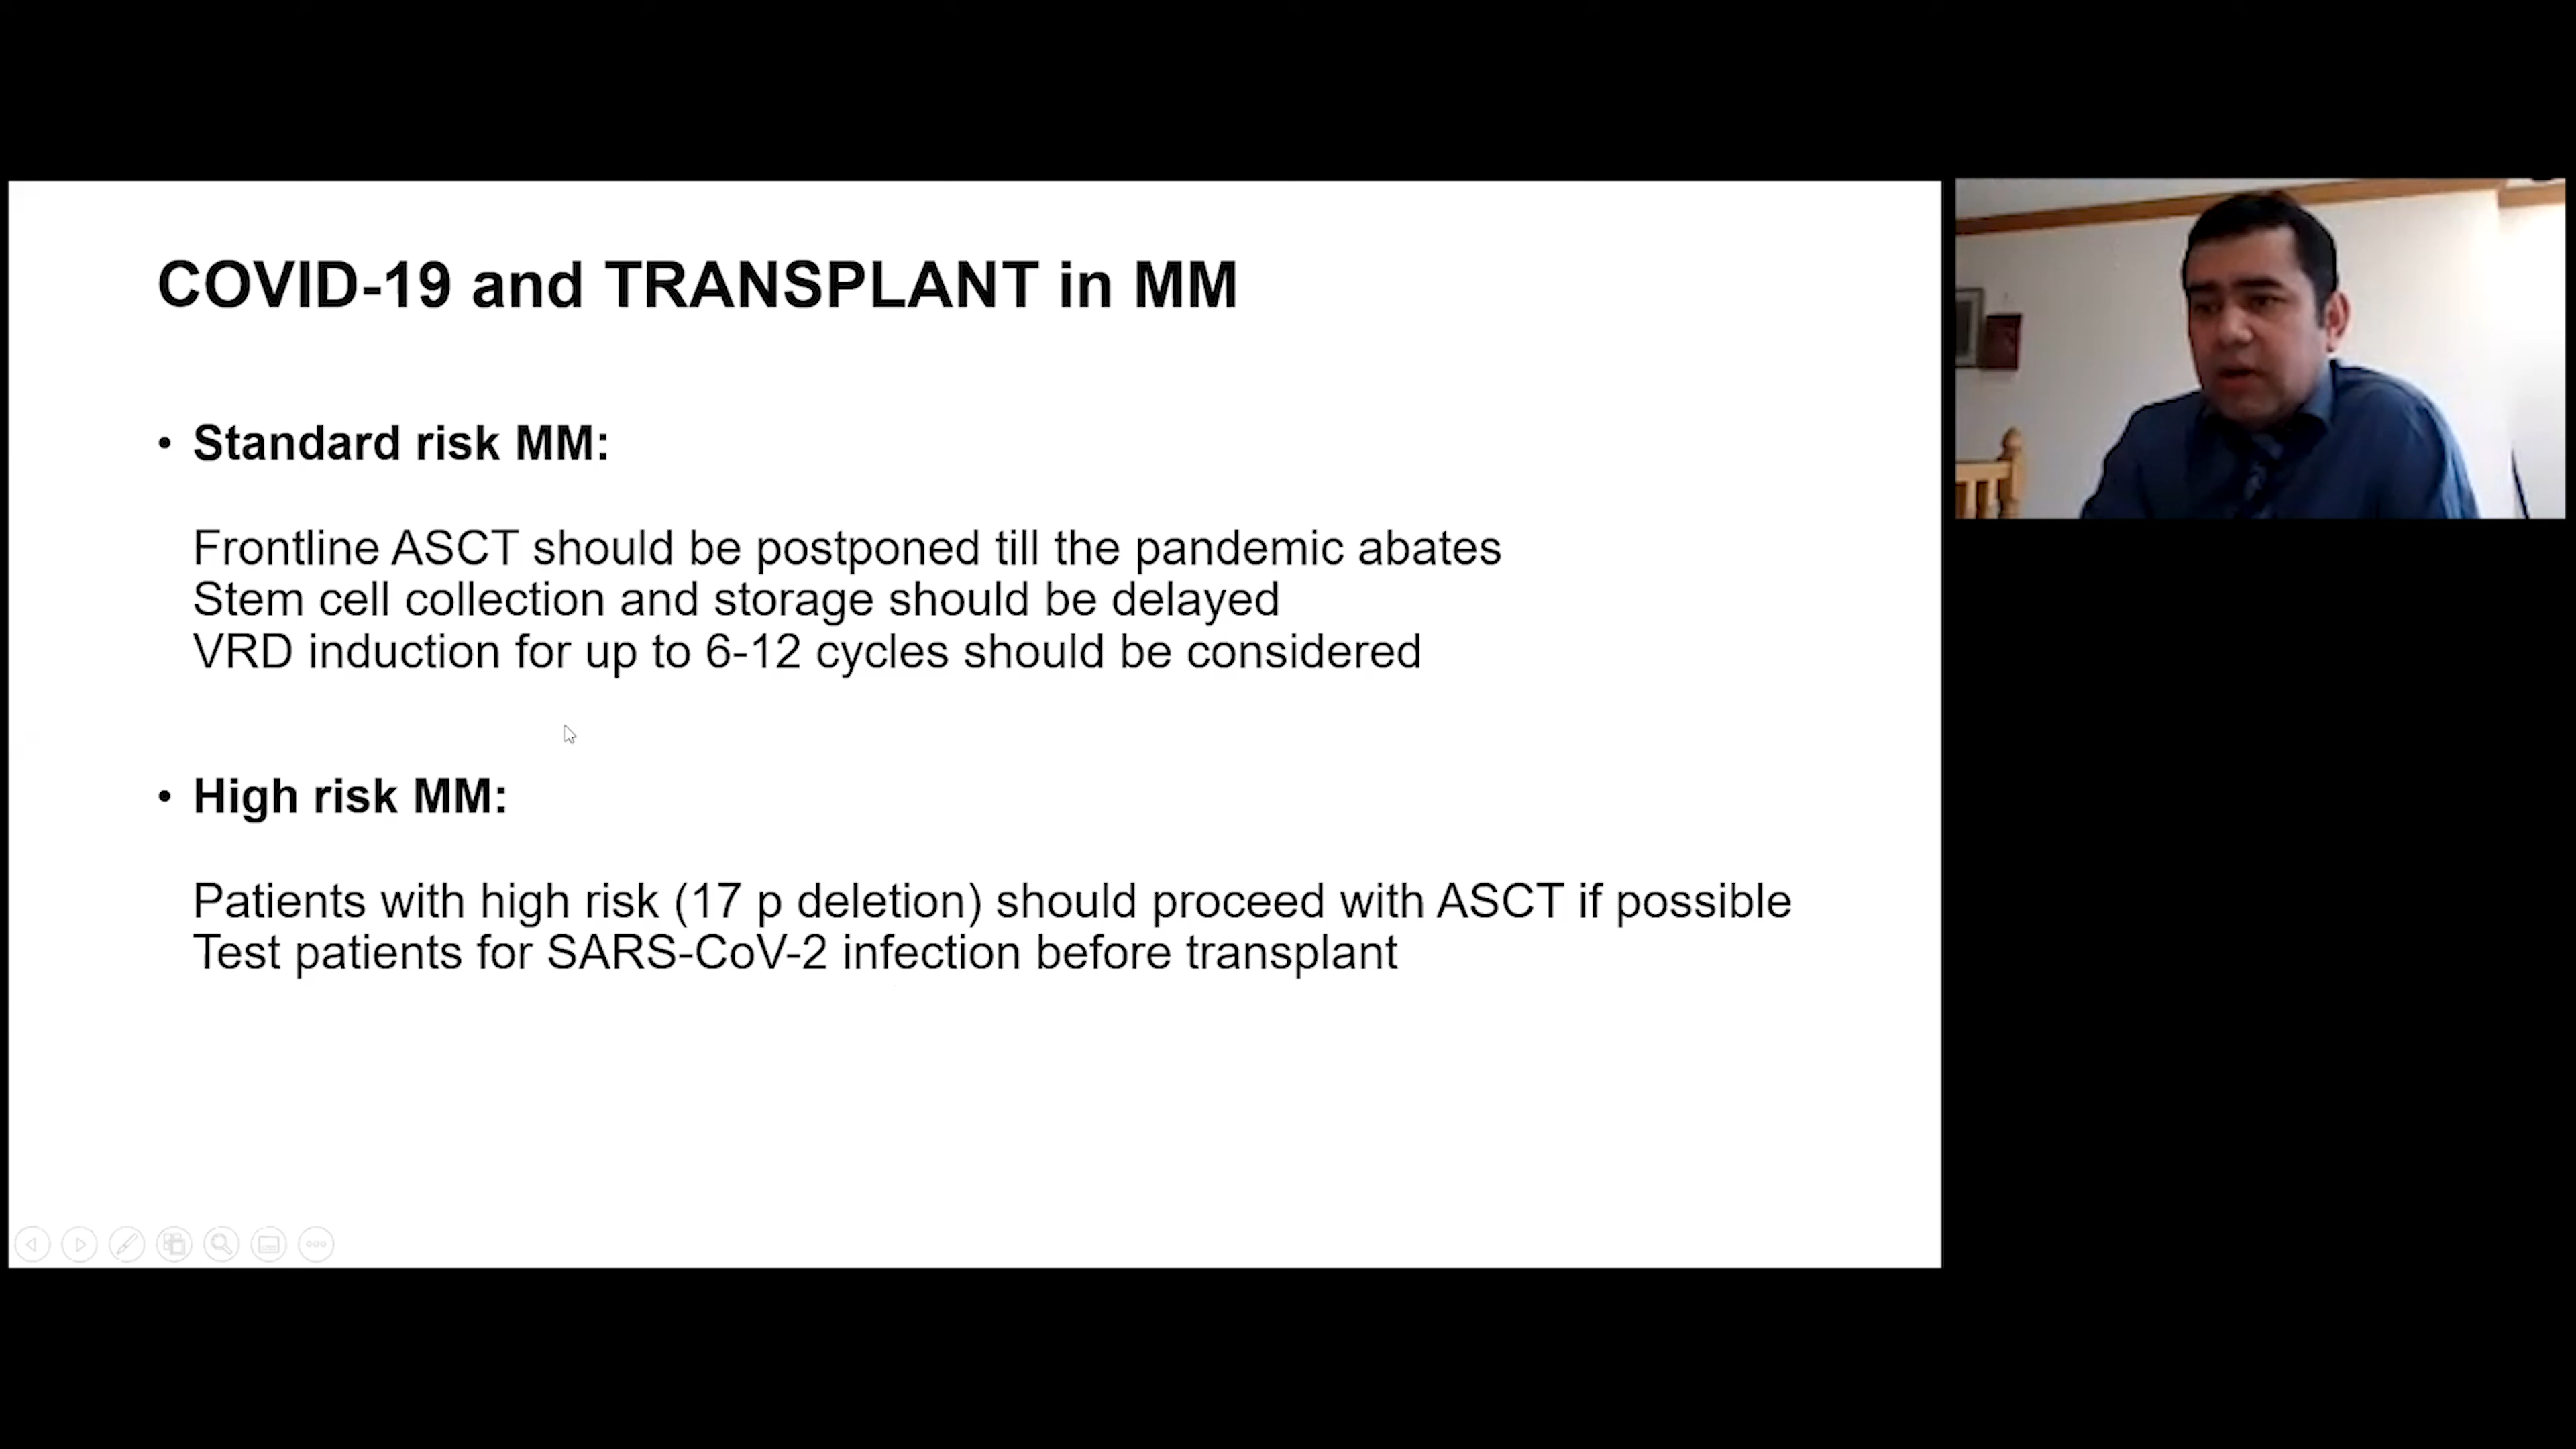 COVID-19 and TRANSPLANT in MM
• Standard risk MM:
Frontline ASCT should be postponed till the pandemic abates
Stem cell collection and storage should be delayed
VRD induction for up to 6-12 cycles should be considered
• High risk MM:
Patients with high risk (17 p deletion) should proceed with ASCT if possible
Test patients for SARS-CoV-2 infection before transplant